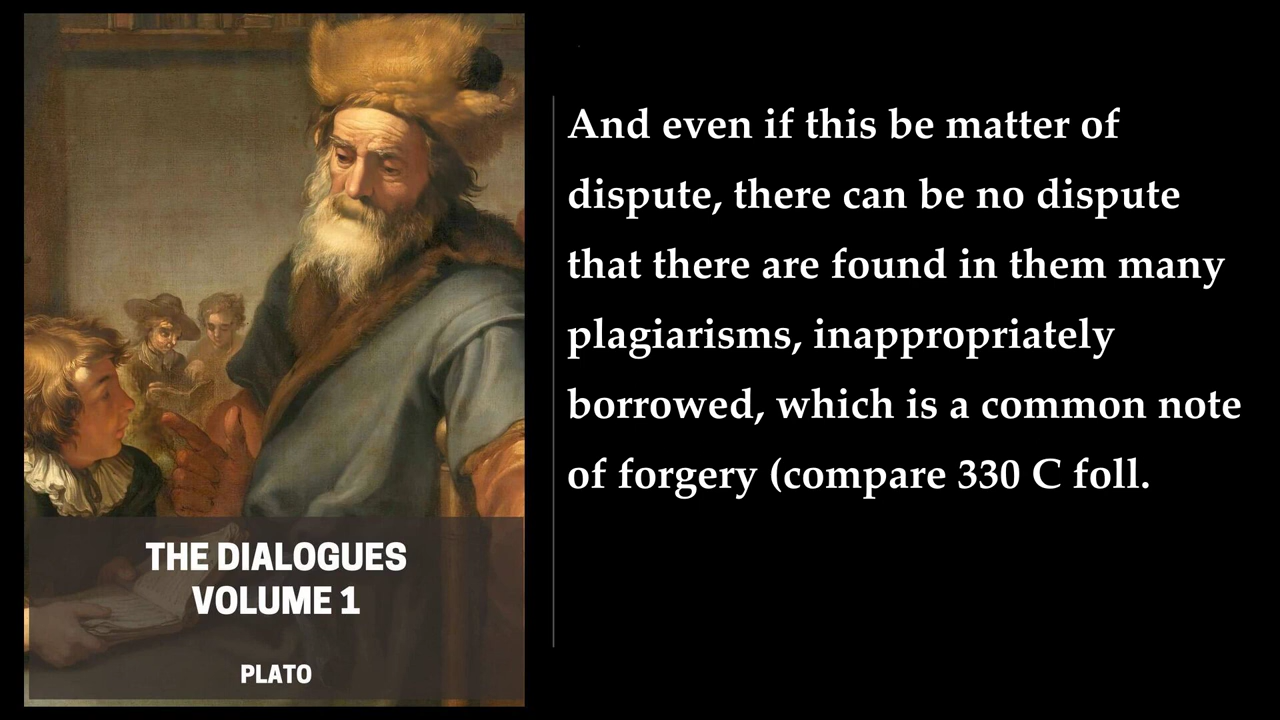 And even if this be matter of
dispute, there can be no dispute
that there are found in them many
plagiarisms, inappropriately
borrowed, which is a common note
of forgery (compare 330 C foll.
THE DIALOGUES
VOLUME 1
PLATO